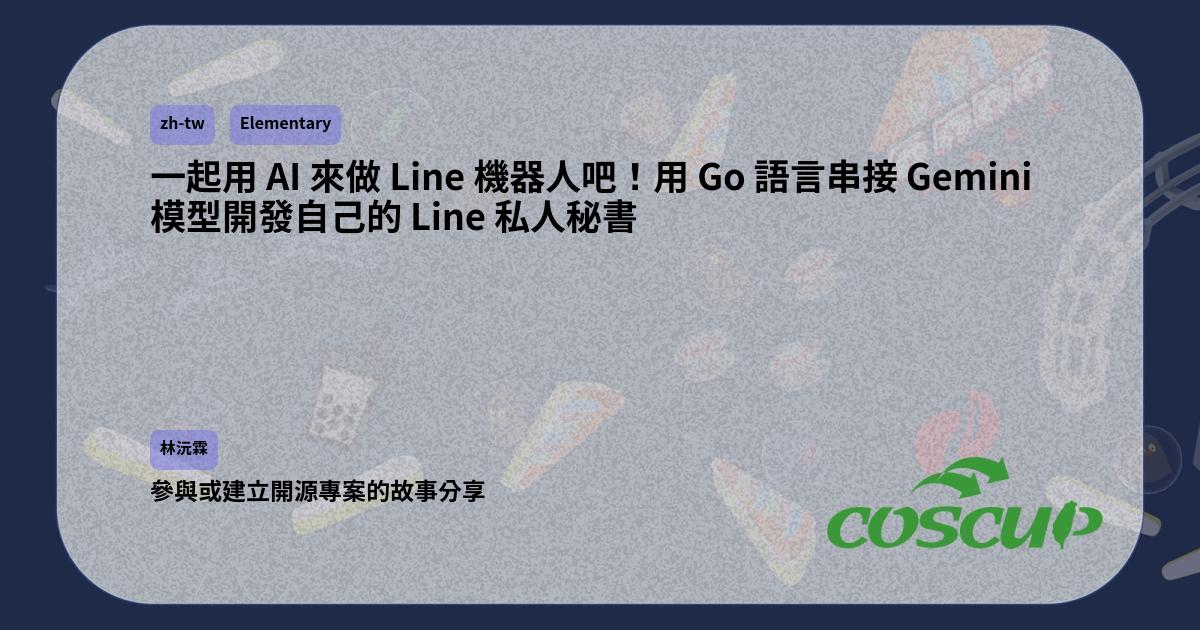 zh-tw
Elementary
一起用 AI 來做 Line 機器人吧！用 Go 語言串接 Gemini
模型開發自己的 Line 私人秘書
林沅霖
參與或建立開源專案的故事分享
COSCUP